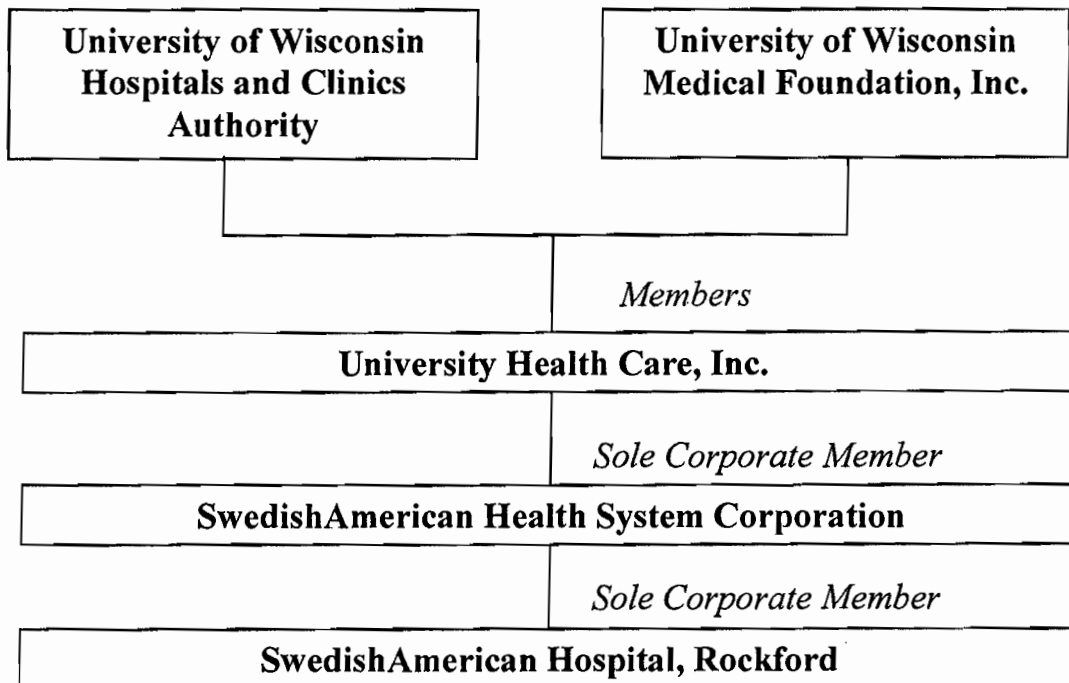 University of Wisconsin
Hospitals and Clinics
Authority
University of Wisconsin
Medical Foundation, Inc.
Members
University Health Care, Inc.
Sole Corporate Member
SwedishAmerican Health System Corporation
Sole Corporate Member
SwedishAmerican Hospital, Rockford